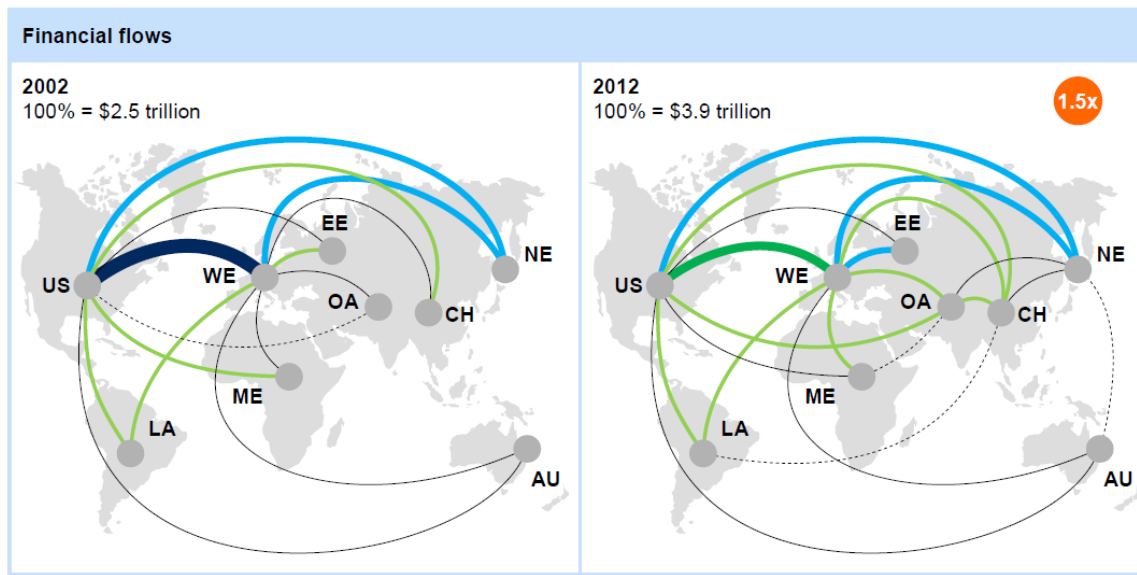 Financial flows
2002
100% = $2.5 trillion
EE
NE
WE
US
OA
CH
ME
LA
AU
2012
100% = $3.9 trillion
1.5x
EE
NE
WE
US
OA
CH
ME
LA
AU